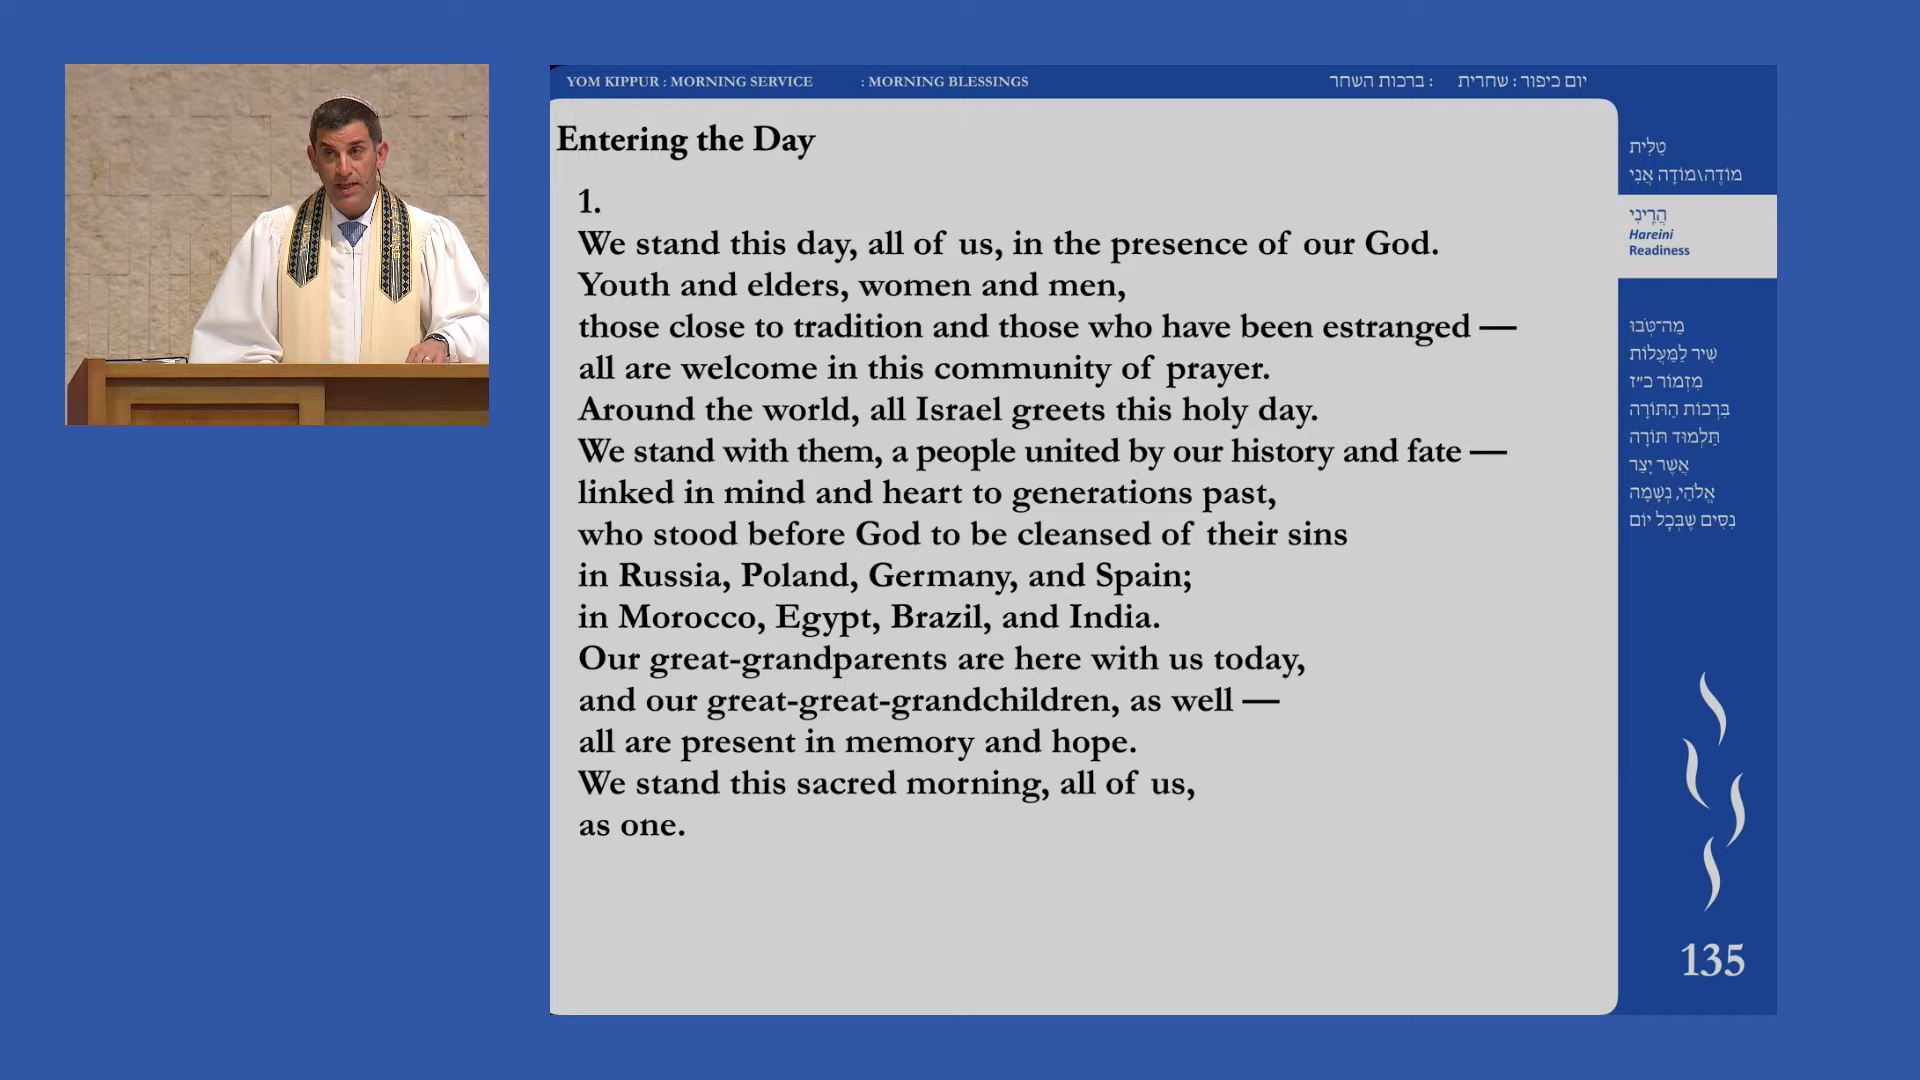 YOM KIPPUR : MORNING SERVICE : MORNING BLESSINGS
יום כיפור : שחרית : ברכות השחר
Entering the Day
1.
We stand this day, all of us, in the presence of our God.
Youth and elders, women and men,
those close to tradition and those who have been estranged —
all are welcome in this community of prayer.
Around the world, all Israel greets this holy day.
We stand with them, a people united by our history and fate —
linked in mind and heart to generations past,
who stood before God to be cleansed of their sins
in Russia, Poland, Germany, and Spain;
in Morocco, Egypt, Brazil, and India.
Our great-grandparents are here with us today,
and our great-great-grandchildren, as well —
all are present in memory and hope.
We stand this sacred morning, all of us,
as one.
טַלִּית
מוֹדֶה\מוֹדָה אֲנִי
הֲרֵינִי
Hareini
Readiness
מַה־טֹּבוּ
שִׁיר לַמַּעֲלוֹת
מִזְמוֹר כ״ז
בִּרְכוֹת הַתּוֹרָה
תַּלְמוּד תּוֹרָה
אֲשֶׁר יָצַר
אֱלֹהַי, נְשָׁמָה
נִסִּים שֶׁבְּכׇל יוֹם
135